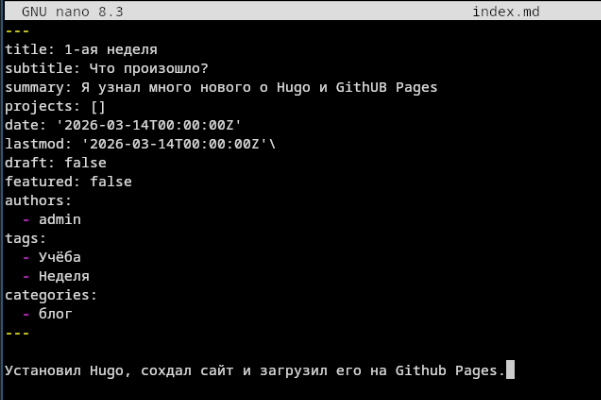 GNU nano 8.3 index.md
---
title: 1-ая неделя
subtitle: Что произошло?
summary: Я узнал много нового о Hugo и GithUB Pages
projects: []
date: '2026-03-14T00:00:00Z'
lastmod: '2026-03-14T00:00:00Z'\
draft: false
featured: false
authors:
  - admin
tags:
  - Учёба
  - Неделя
categories:
  - блог
---
Установил Hugo, сохдал сайт и загрузил его на Github Pages.